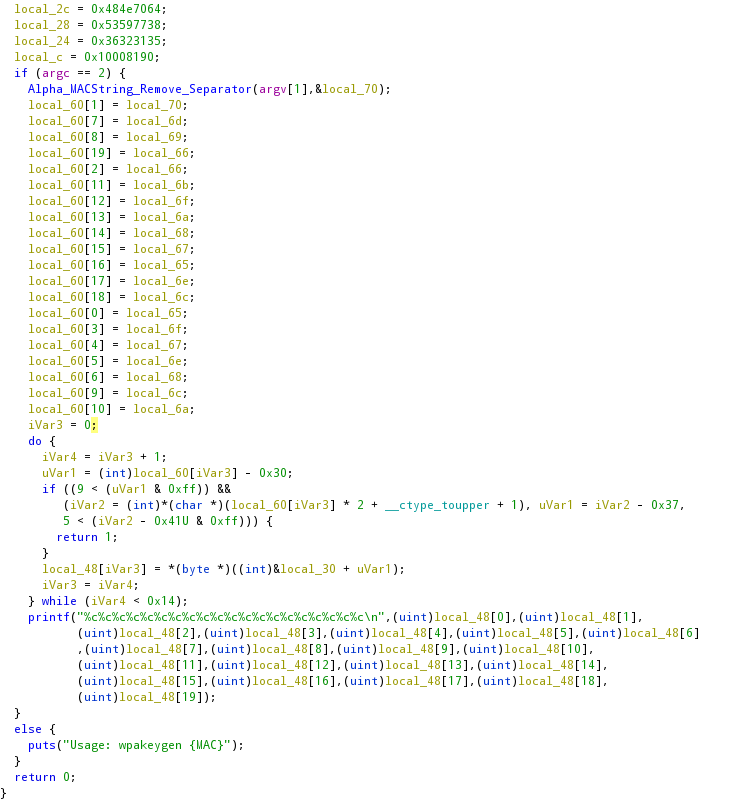 local_2c = 0x484e7064;
local_28 = 0x53597738;
local_24 = 0x36323135;
local_c = 0x10008190;
if (argc == 2) {
Alpha_MACString_Remove_Separator(argv[1],&local_70);
local_60[1] = local_70;
local_60[7] = local_6d;
local_60[8] = local_69;
local_60[19] = local_66;
local_60[2] = local_66;
local_60[11] = local_6b;
local_60[12] = local_6f;
local_60[13] = local_6a;
local_60[14] = local_68;
local_60[15] = local_67;
local_60[16] = local_65;
local_60[17] = local_6e;
local_60[18] = local_6c;
local_60[0] = local_65;
local_60[3] = local_6f;
local_60[4] = local_67;
local_60[5] = local_6e;
local_60[6] = local_68;
local_60[9] = local_6c;
local_60[10] = local_6a;
iVar3 = 0;
do {
iVar4 = iVar3 + 1;
uVar1 = (int)local_60[iVar3] - 0x30;
if ((9 < (uVar1 & 0xff)) &&
(iVar2 = (int)*(char *)(local_60[iVar3] * 2 + __ctype_toupper + 1), uVar1 = iVar2 - 0x37,
5 < (iVar2 - 0x41U & 0xff))) {
return 1;
}
local_48[iVar3] = *(byte *)((int)&local_30 + uVar1);
iVar3 = iVar4;
} while (iVar4 < 0x14);
printf("%c%c%c%c%c%c%c%c%c%c%c%c%c%c%c%c%c%c%c%c\n",(uint)local_48[0],(uint)local_48[1],
(uint)local_48[2],(uint)local_48[3],(uint)local_48[4],(uint)local_48[5],(uint)local_48[6]
,(uint)local_48[7],(uint)local_48[8],(uint)local_48[9],(uint)local_48[10],
(uint)local_48[11],(uint)local_48[12],(uint)local_48[13],(uint)local_48[14],
(uint)local_48[15],(uint)local_48[16],(uint)local_48[17],(uint)local_48[18],
(uint)local_48[19]);
}
else {
puts("Usage: wpakeygen {MAC}");
}
return 0;
}